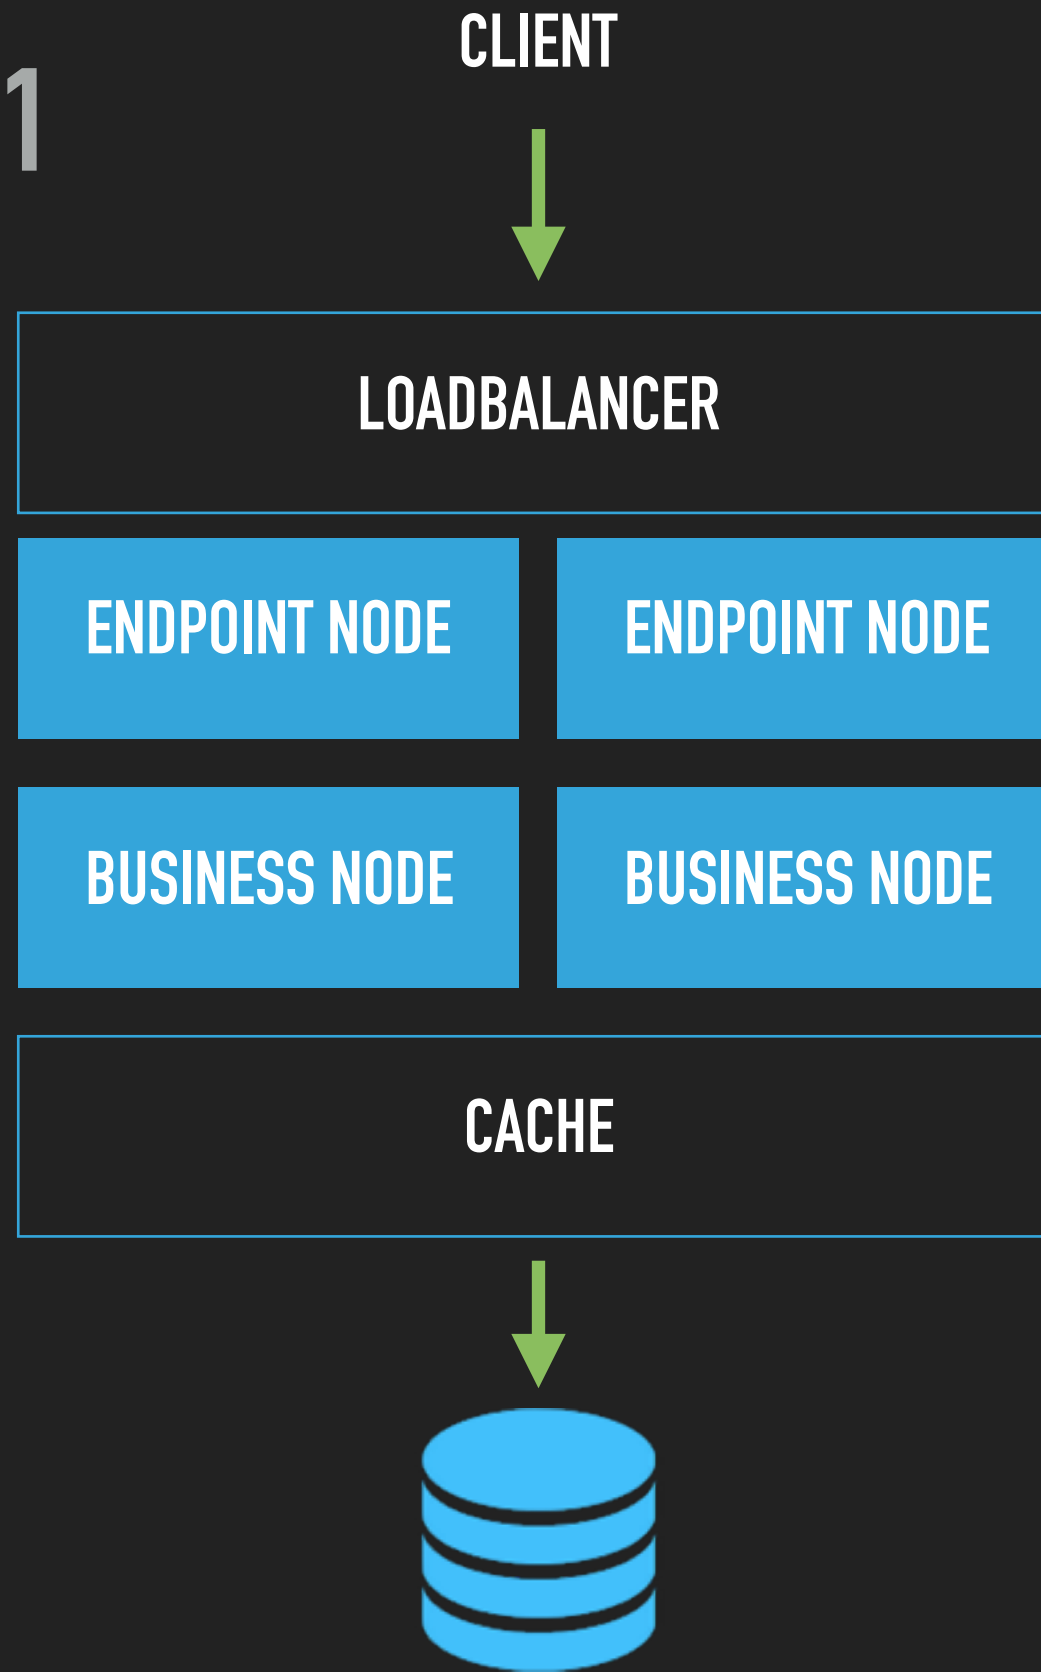 CLIENT
1
LOADBALANCER
ENDPOINT NODE
ENDPOINT NODE
BUSINESS NODE
BUSINESS NODE
CACHE